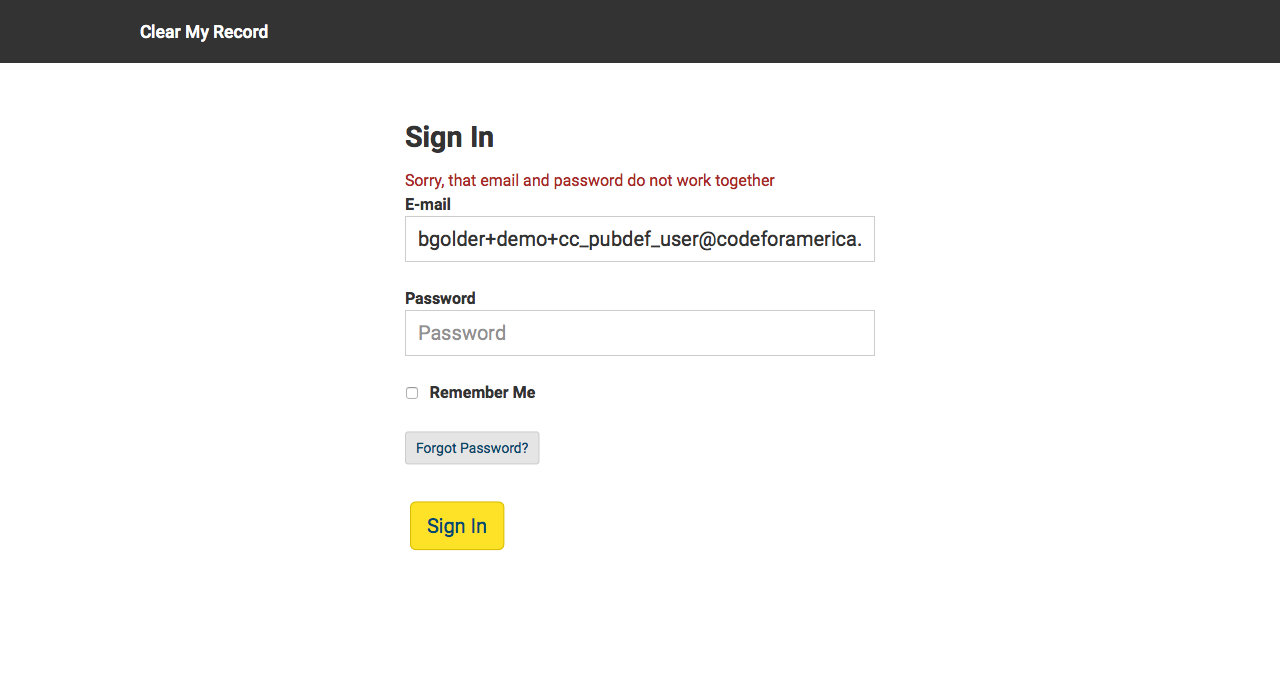 Clear My Record
Sign In
Sorry, that email and password do not work together
E-mail
bgolder+demo+cc_pubdef_user@codeforamerica.
Password
Password
Remember Me
Forgot Password?
Sign In